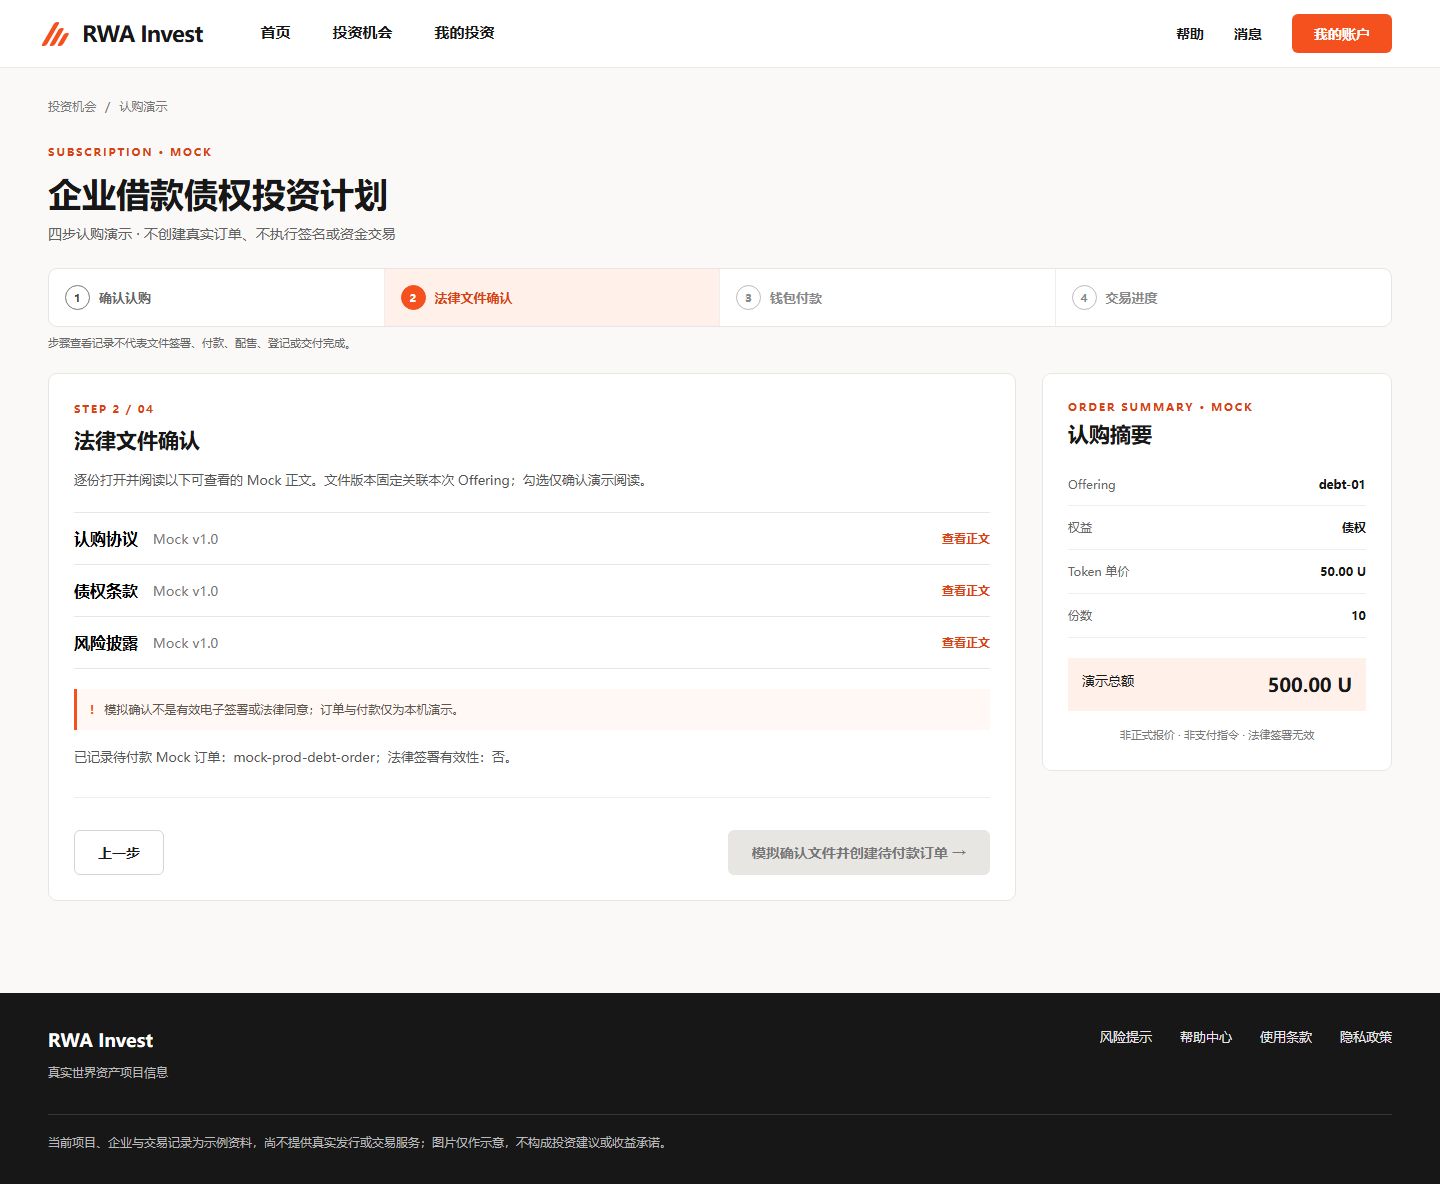 RWA Invest
首页 投资机会 我的投资 帮助 消息 我的账户
投资机会 / 认购演示
SUBSCRIPTION • MOCK
企业借款债权投资计划
四步认购演示 · 不创建真实订单、不执行签名或资金交易
1 确认认购 2 法律文件确认 3 钱包付款 4 交易进度
步骤查看记录不代表文件签署、付款、配售、登记或交付完成。
STEP 2 / 04
法律文件确认
逐份打开并阅读以下可查看的 Mock 正文。文件版本固定关联本次 Offering；勾选仅确认演示阅读。
认购协议 Mock v1.0 查看正文
债权条款 Mock v1.0 查看正文
风险披露 Mock v1.0 查看正文
! 模拟确认不是有效电子签署或法律同意；订单与付款仅为本机演示。
已记录待付款 Mock 订单：mock-prod-debt-order；法律签署有效性：否。
上一步 模拟确认文件并创建待付款订单 →
ORDER SUMMARY • MOCK
认购摘要
Offering debt-01
权益 债权
Token 单价 50.00 U
份数 10
演示总额 500.00 U
非正式报价 · 非支付指令 · 法律签署无效
RWA Invest
真实世界资产项目信息
风险提示 帮助中心 使用条款 隐私政策
当前项目、企业与交易记录为示例资料，尚不提供真实发行或交易服务；图片仅作示意，不构成投资建议或收益承诺。